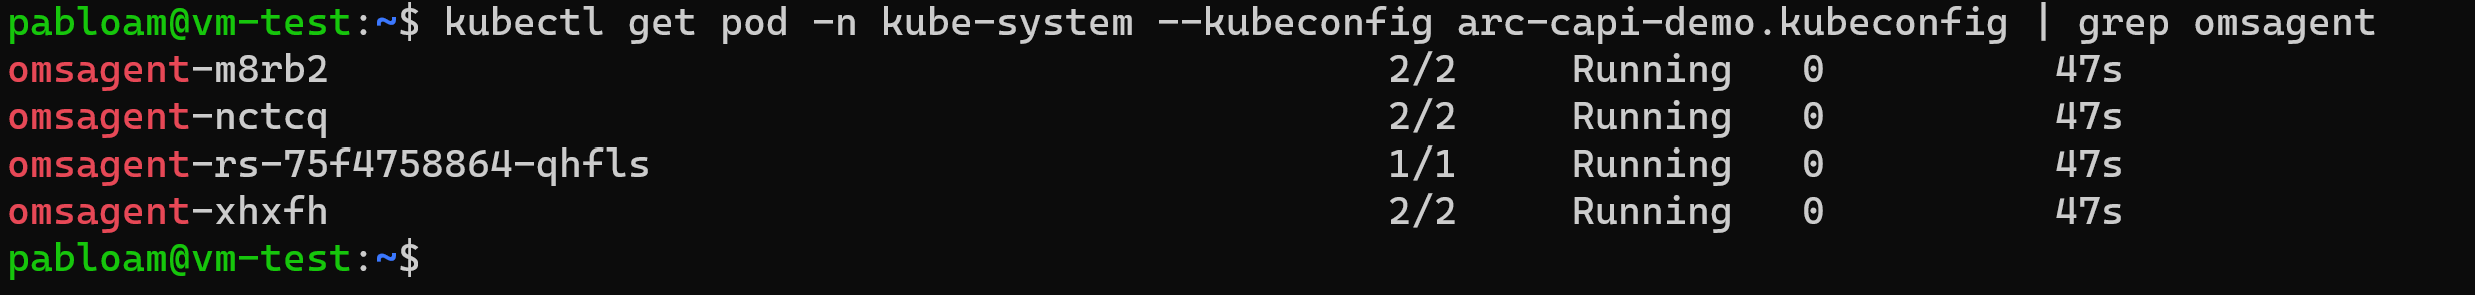 pabloam@vm-test:~$ kubectl get pod -n kube-system --kubeconfig arc-capi-demo.kubeconfig | grep omsagent
omsagent-m8rb2 2/2 Running 0 47s
omsagent-nctcq 2/2 Running 0 47s
omsagent-rs-75f4758864-qhfls 1/1 Running 0 47s
omsagent-xhxfh 2/2 Running 0 47s
pabloam@vm-test:~$